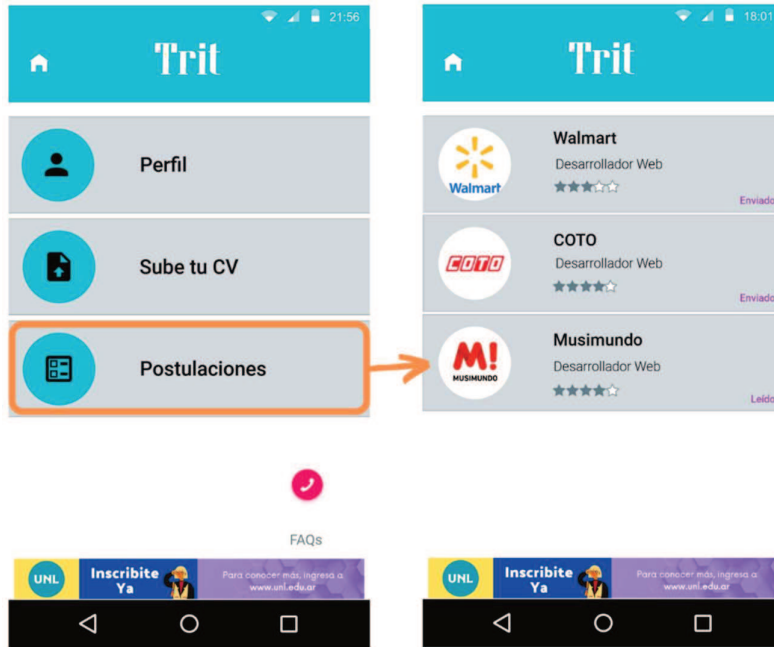 21:56
Trit
Perfil
Sube tu CV
Postulaciones
FAQs
UNL
Inscribite
Ya
Para conocer más, ingresa a:
www.unl.edu.ar
18:01
Trit
Walmart
Walmart
Desarrollador Web
Enviado
COTO
COTO
Desarrollador Web
Enviado
M!
MUSIMUNDO
Musimundo
Desarrollador Web
Leído
UNL
Inscribite
Ya
Para conocer más, ingresa a:
www.unl.edu.ar